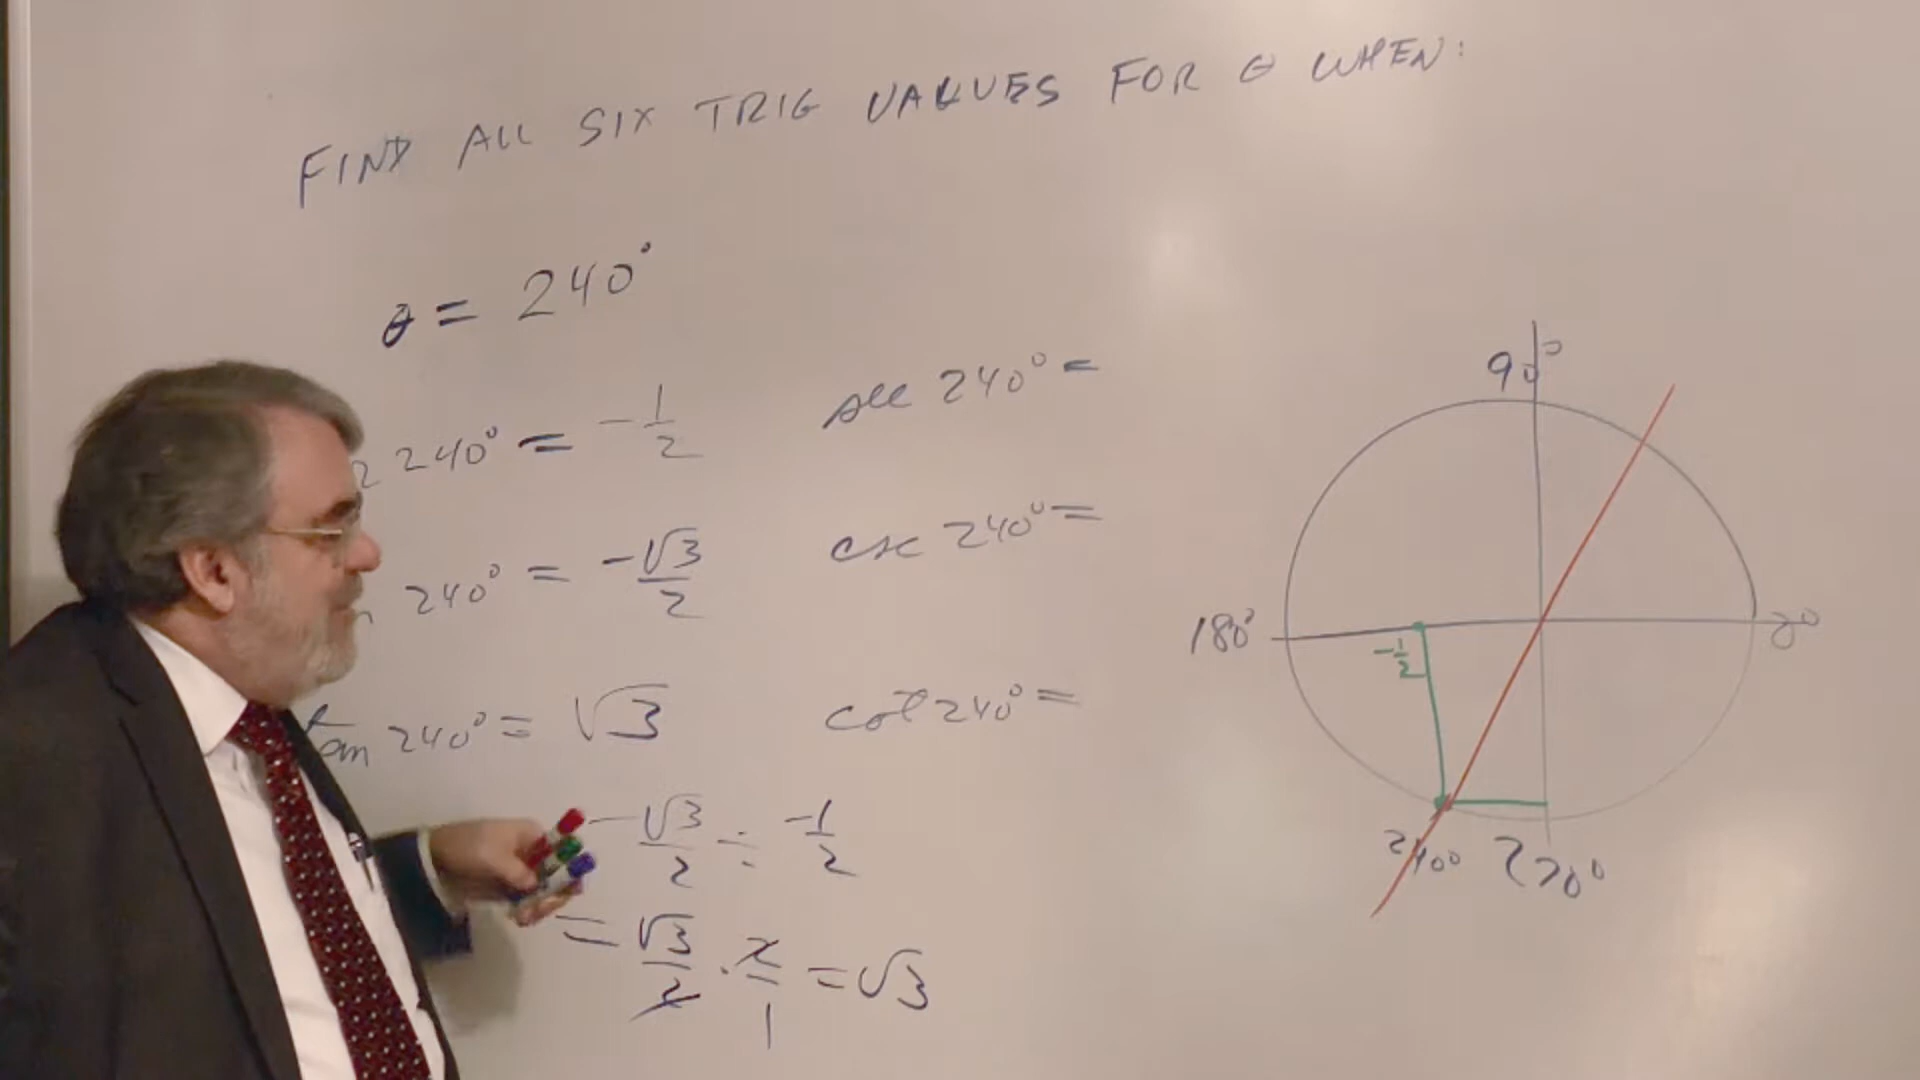 FIND ALL SIX TRIG VALUES FOR θ WHEN:
θ = 240°
240° = -1/2
sec 240° =
240° = -√3/2
csc 240° =
tan 240° = √3
cot 240° =
-√3/2 ÷ -1/2
= √3/2 · 2/1 = √3
90°
180°
0°
-1/2
240°
270°